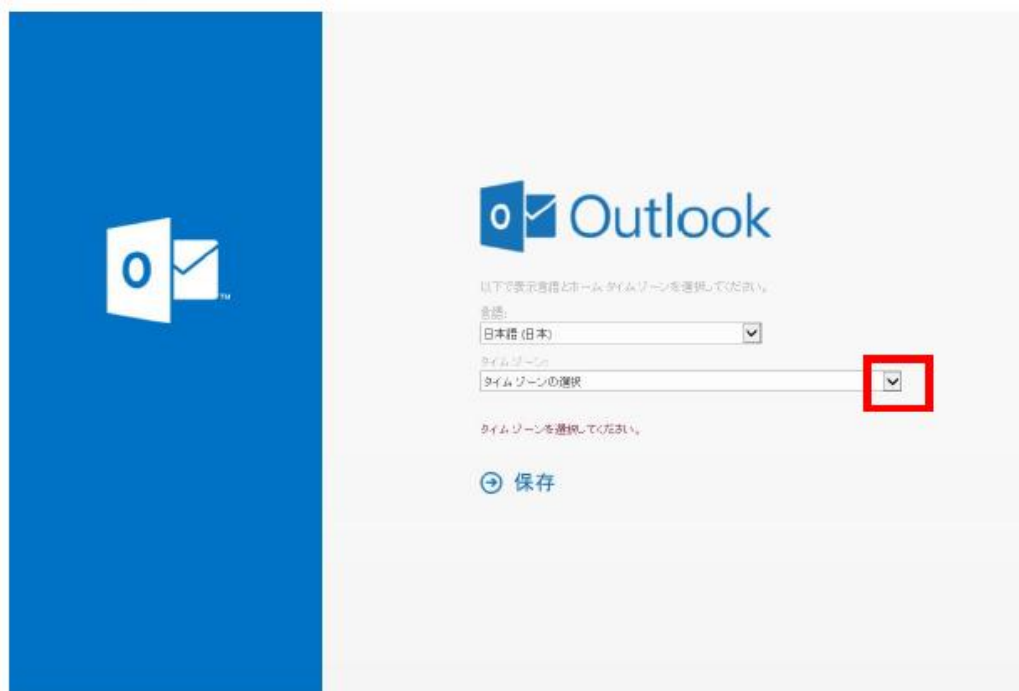 O
TM
O
Outlook
以下で表示言語とホーム タイム ゾーンを選択してください。
言語:
日本語 (日本)
タイム ゾーン:
タイム ゾーンの選択
タイム ゾーンを選択してください。
保存